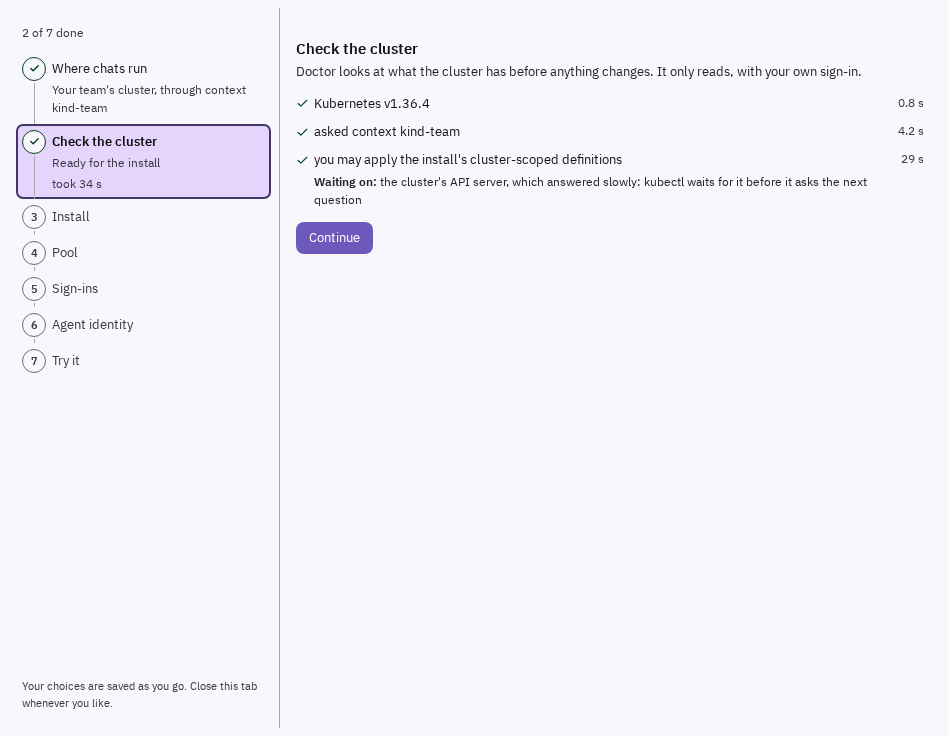 2 of 7 done
Where chats run
Your team's cluster, through context
kind-team
Check the cluster
Ready for the install
took 34 s
3 Install
4 Pool
5 Sign-ins
6 Agent identity
7 Try it
Your choices are saved as you go. Close this tab
whenever you like.
Check the cluster
Doctor looks at what the cluster has before anything changes. It only reads, with your own sign-in.
Kubernetes v1.36.4 0.8 s
asked context kind-team 4.2 s
you may apply the install's cluster-scoped definitions 29 s
Waiting on: the cluster's API server, which answered slowly: kubectl waits for it before it asks the next
question
Continue